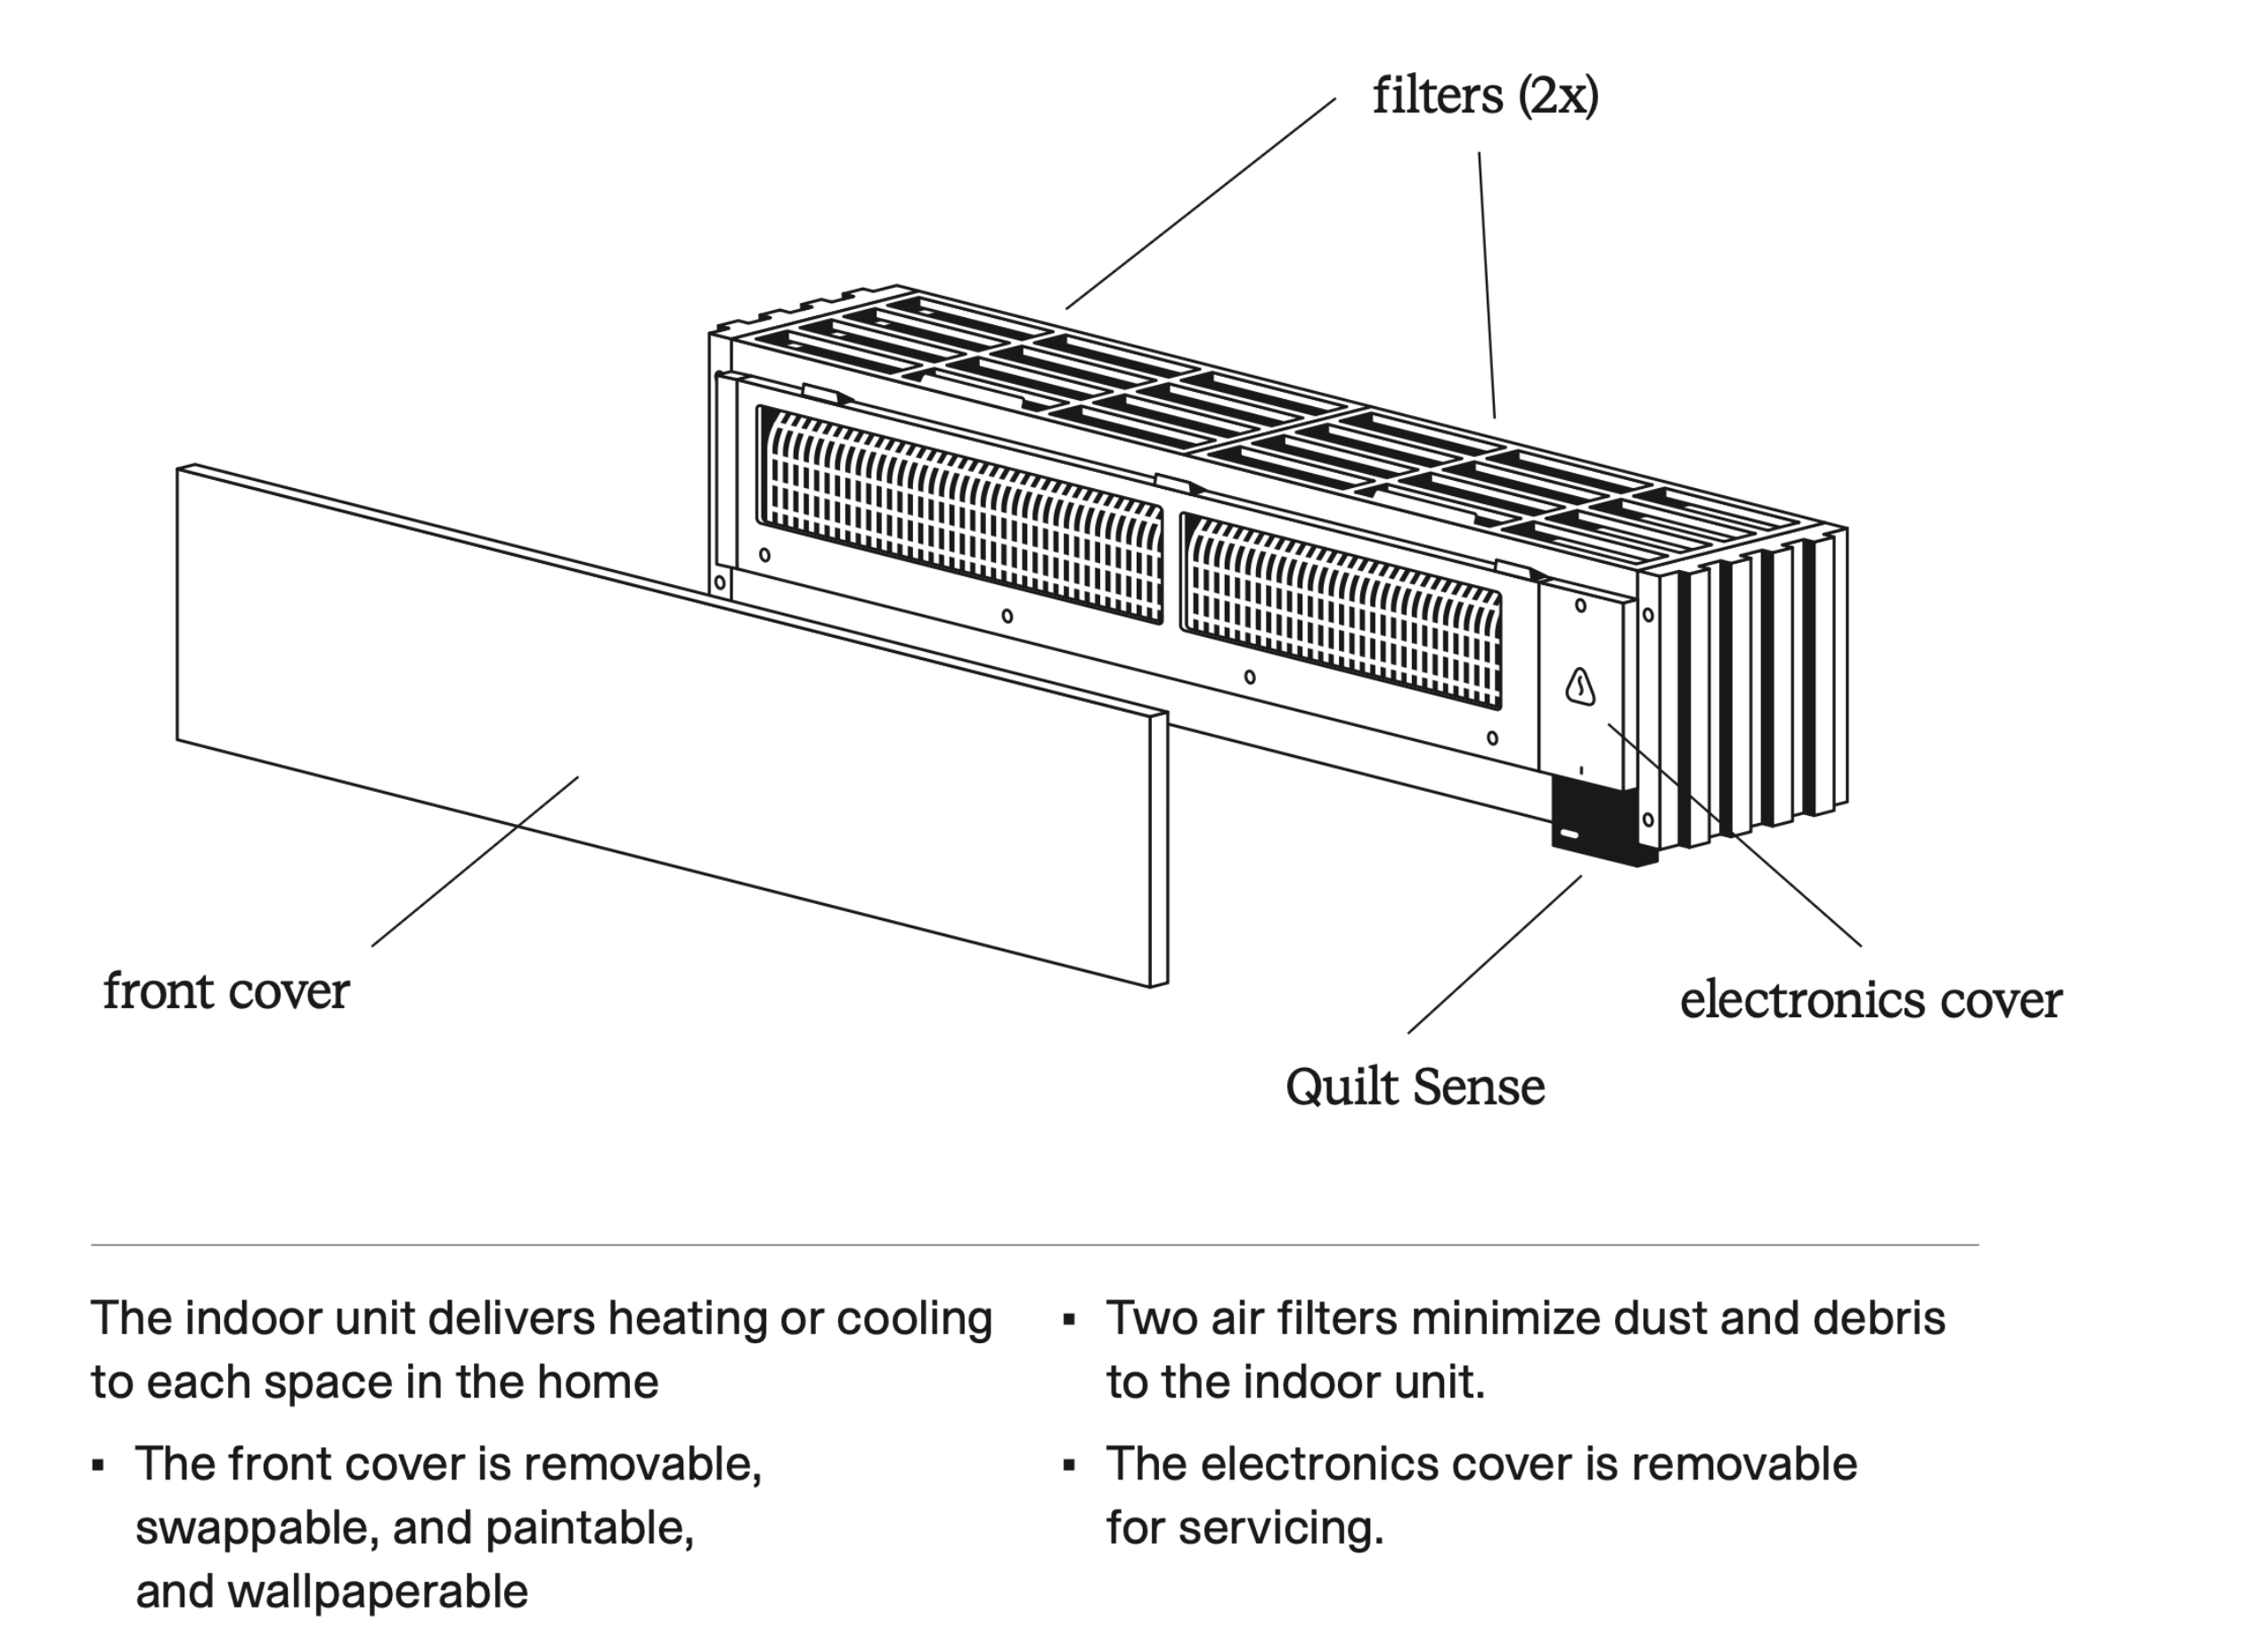 filters (2x)
front cover
electronics cover
Quilt Sense
The indoor unit delivers heating or cooling
to each space in the home
▪ The front cover is removable,
swappable, and paintable,
and wallpaperable
▪ Two air filters minimize dust and debris
to the indoor unit.
▪ The electronics cover is removable
for servicing.